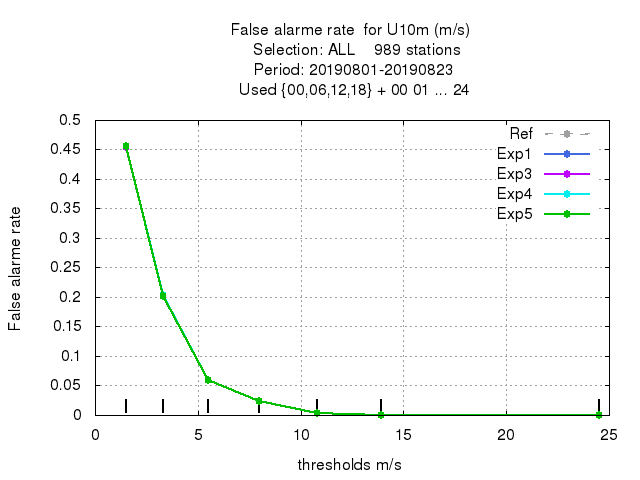 False alarme rate  for U10m (m/s)
Selection: ALL    989 stations
Period: 20190801-20190823
Used {00,06,12,18} + 00 01 ... 24
0.5
0.45
0.4
0.35
0.3
0.25
0.2
0.15
0.1
0.05
0
False alarme rate
Ref
Exp1
Exp3
Exp4
Exp5
0 5 10 15 20 25
thresholds m/s